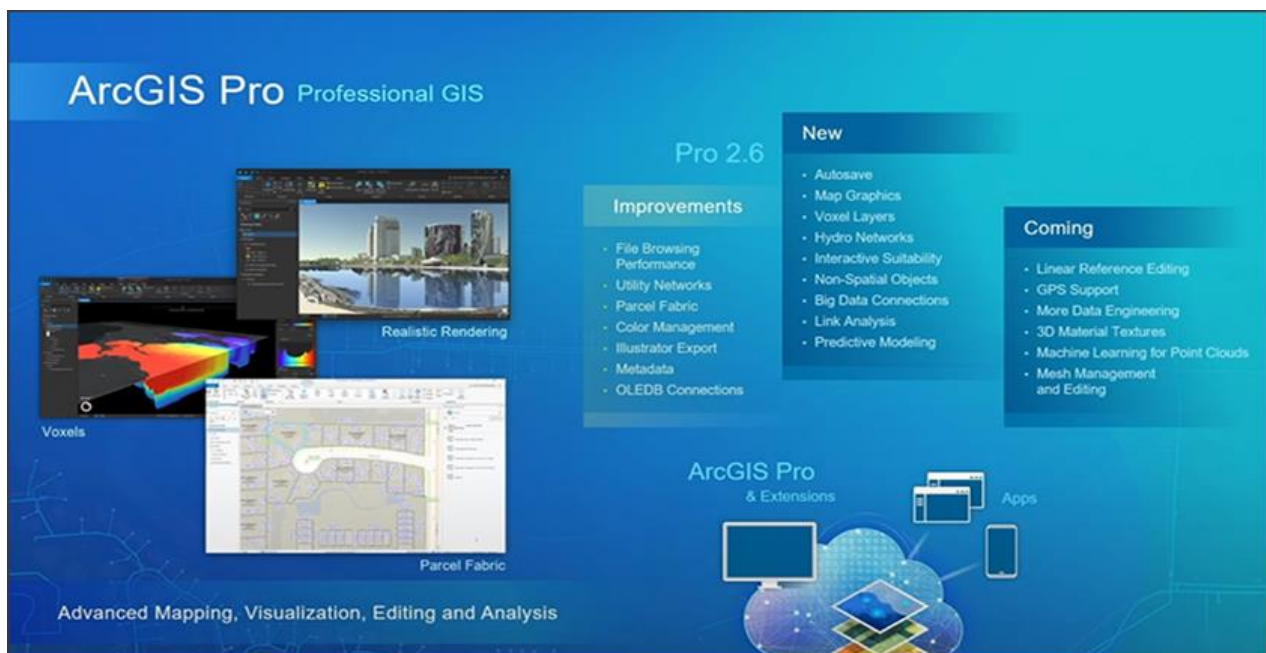 ArcGIS Pro Professional GIS
Realistic Rendering
Voxels
Parcel Fabric
Advanced Mapping, Visualization, Editing and Analysis
Pro 2.6
Improvements
• File Browsing
Performance
• Utility Networks
• Parcel Fabric
• Color Management
• Illustrator Export
• Metadata
• OLEDB Connections
New
• Autosave
• Map Graphics
• Voxel Layers
• Hydro Networks
• Interactive Suitability
• Non-Spatial Objects
• Big Data Connections
• Link Analysis
• Predictive Modeling
Coming
• Linear Reference Editing
• GPS Support
• More Data Engineering
• 3D Material Textures
• Machine Learning for Point Clouds
• Mesh Management
and Editing
ArcGIS Pro
& Extensions
Apps